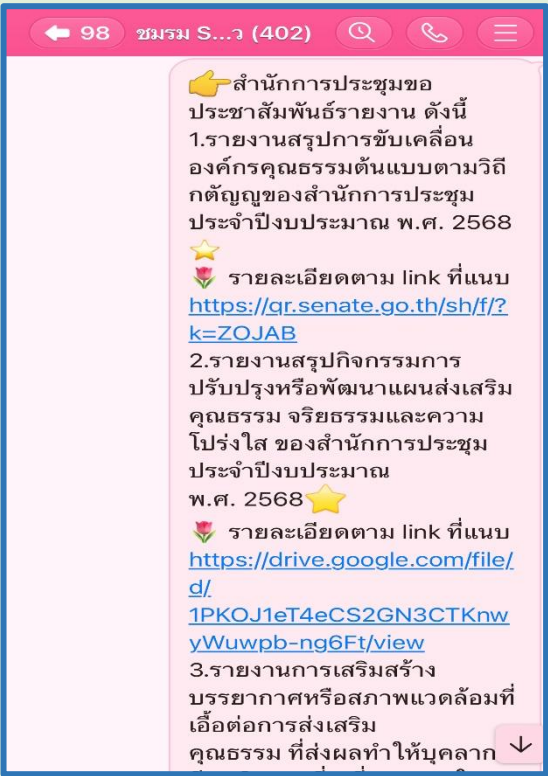 98 ชมรม S...ว (402)
👉สำนักการประชุมขอ
ประชาสัมพันธ์รายงาน ดังนี้
1.รายงานสรุปการขับเคลื่อน
องค์กรคุณธรรมต้นแบบตามวิถี
กตัญญูของสำนักการประชุม
ประจำปีงบประมาณ พ.ศ. 2568
⭐
🌷 รายละเอียดตาม link ที่แนบ
https://qr.senate.go.th/sh/f/?
k=ZOJAB
2.รายงานสรุปกิจกรรมการ
ปรับปรุงหรือพัฒนาแผนส่งเสริม
คุณธรรม จริยธรรมและความ
โปร่งใส ของสำนักการประชุม
ประจำปีงบประมาณ
พ.ศ. 2568⭐
🌷 รายละเอียดตาม link ที่แนบ
https://drive.google.com/file/
d/
1PKOJ1eT4eCS2GN3CTKnw
yWuwpb-ng6Ft/view
3.รายงานการเสริมสร้าง
บรรยากาศหรือสภาพแวดล้อมที่
เอื้อต่อการส่งเสริม
คุณธรรม ที่ส่งผลทำให้บุคลาก